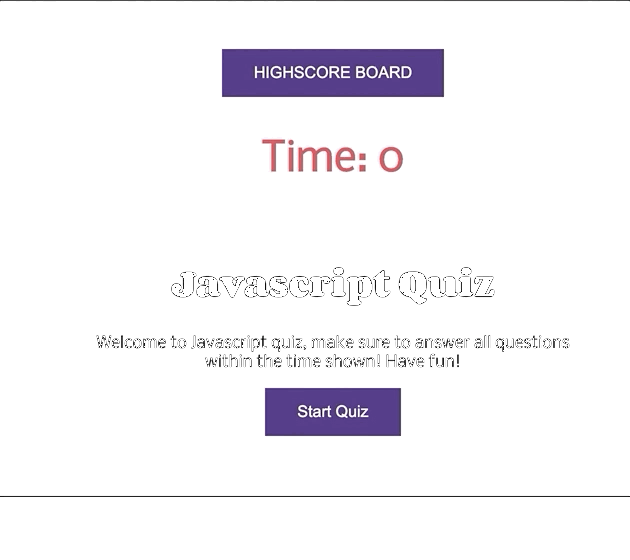 HIGHSCORE BOARD
Time: 0
Javascript Quiz
Welcome to Javascript quiz, make sure to answer all questions
within the time shown! Have fun!
Start Quiz